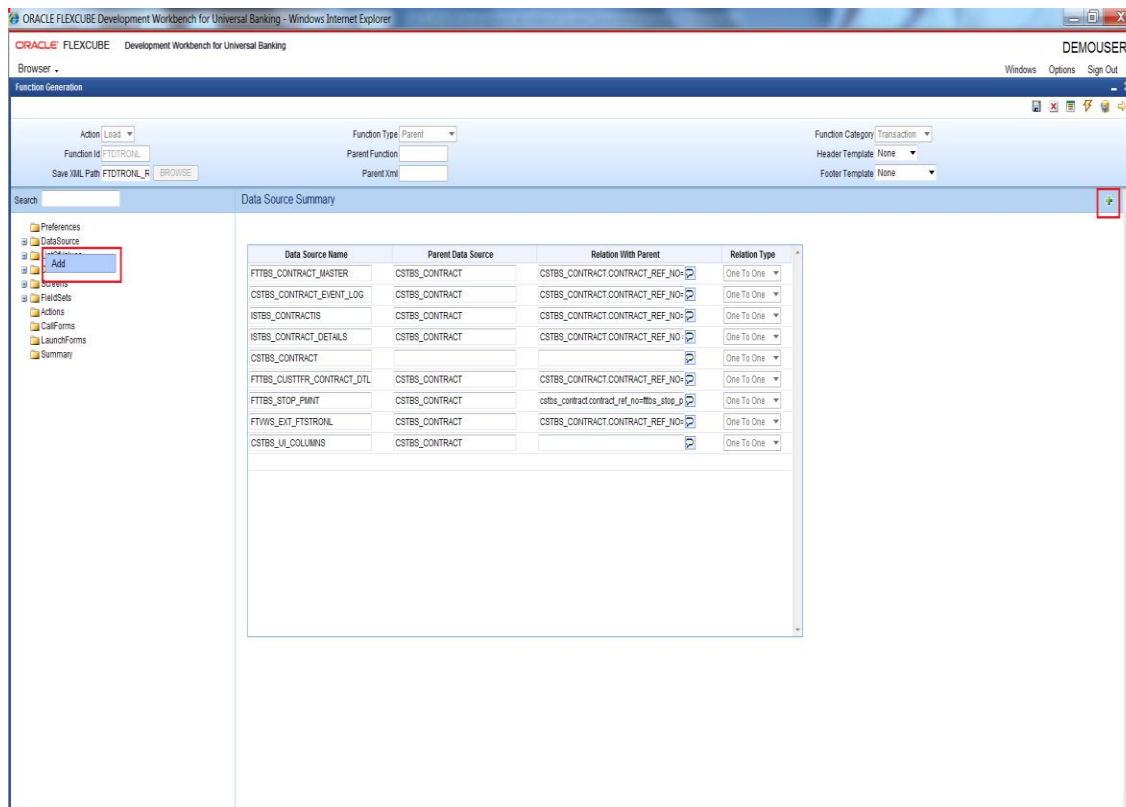 ORACLE FLEXCUBE Development Workbench for Universal Banking - Windows Internet Explorer
ORACLE FLEXCUBE Development Workbench for Universal Banking DEMOUSER
Browser Windows Options Sign Out
Function Generation
Action Load Function Type Parent Function Category Transaction
Function Id FTDTRONL Parent Function Header Template None
Save XML Path FTDTRONL_R BROWSE Parent Xml Footer Template None
Search Data Source Summary
Preferences
DataSource
Add
Screens
FieldSets
Actions
CallForms
LaunchForms
Summary
Data Source Name Parent Data Source Relation With Parent Relation Type
FTTBS_CONTRACT_MASTER CSTBS_CONTRACT CSTBS_CONTRACT.CONTRACT_REF_NO= One To One
CSTBS_CONTRACT_EVENT_LOG CSTBS_CONTRACT CSTBS_CONTRACT.CONTRACT_REF_NO= One To One
ISTBS_CONTRACTIS CSTBS_CONTRACT CSTBS_CONTRACT.CONTRACT_REF_NO= One To One
ISTBS_CONTRACT_DETAILS CSTBS_CONTRACT CSTBS_CONTRACT.CONTRACT_REF_NO One To One
CSTBS_CONTRACT One To One
FTTBS_CUSTTFR_CONTRACT_DTL CSTBS_CONTRACT CSTBS_CONTRACT.CONTRACT_REF_NO= One To One
FTTBS_STOP_PMNT CSTBS_CONTRACT cstbs_contract.contract_ref_no=fttbs_stop_p One To One
FTVWS_EXT_FTSTRONL CSTBS_CONTRACT CSTBS_CONTRACT.CONTRACT_REF_NO= One To One
CSTBS_UI_COLUMNS CSTBS_CONTRACT One To One